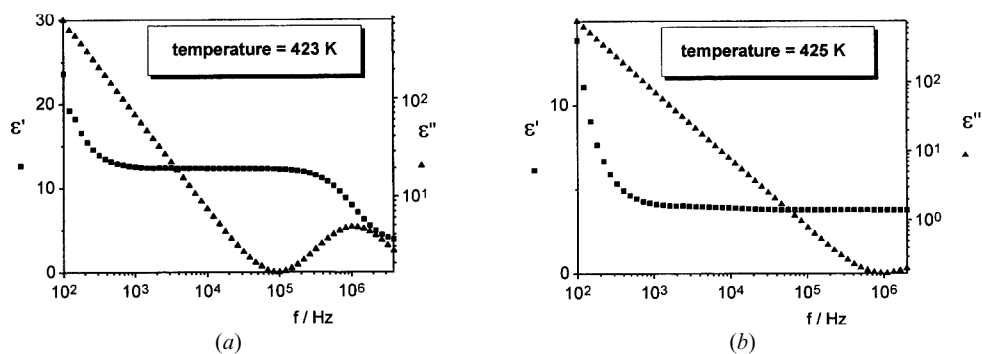 temperature = 423 K
30
20
10
0
ε'
10²
10¹
ε"
10² 10³ 10⁴ 10⁵ 10⁶
f / Hz
(a)
temperature = 425 K
10
0
ε'
10²
10¹
10⁰
ε"
10² 10³ 10⁴ 10⁵ 10⁶
f / Hz
(b)